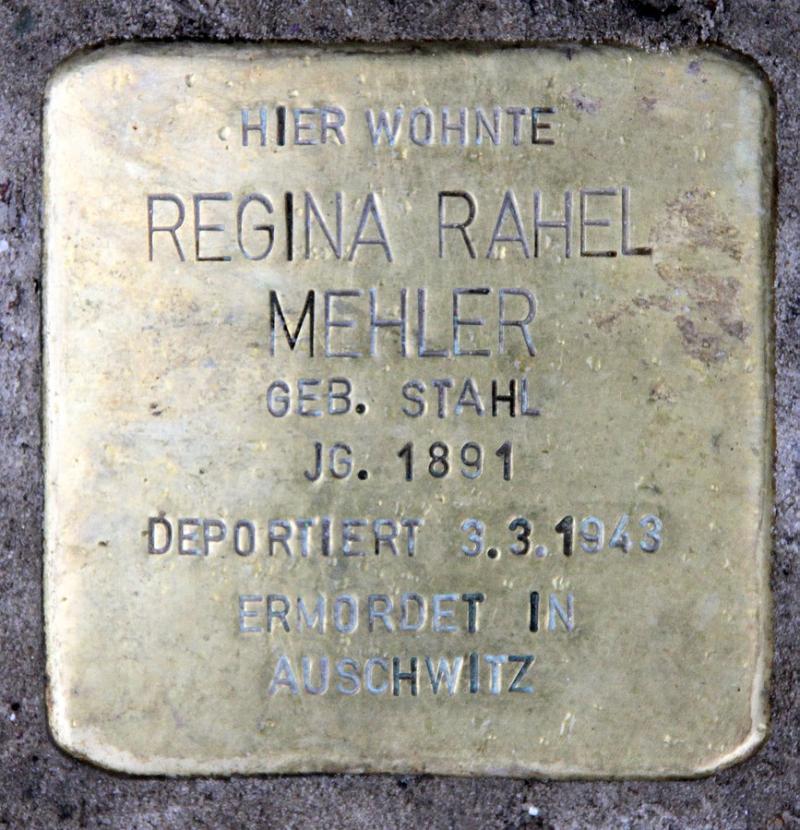 HIER WOHNTE
REGINA RAHEL
MEHLER
GEB. STAHL
JG. 1891
DEPORTIERT 3.3.1943
ERMORDET IN
AUSCHWITZ